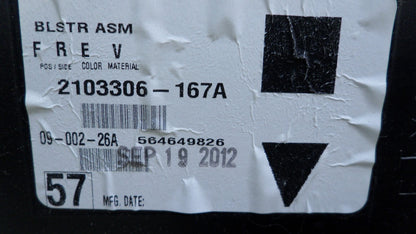 BLSTR ASM
F R E V
POS / SIDE COLOR MATERIAL
2103306-167A
09-002-26A 564649826
SEP 19 2012
57 MFG. DATE: